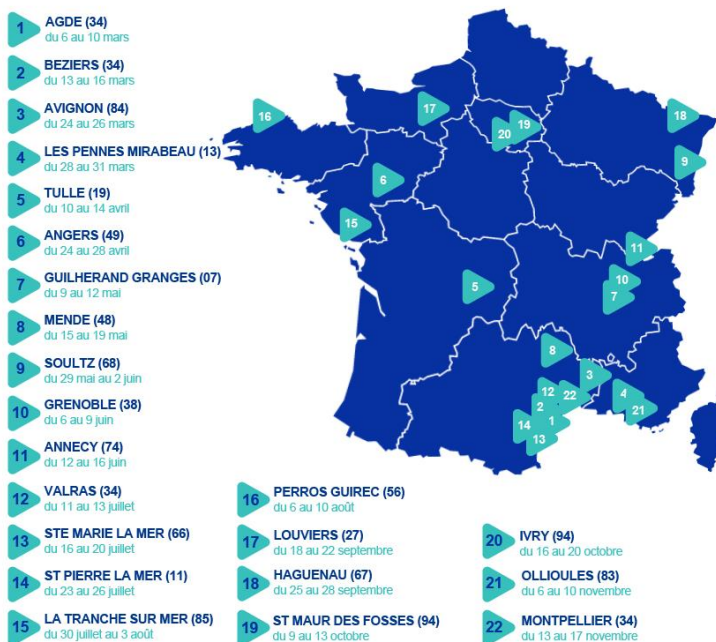 1
AGDE (34)
du 6 au 10 mars
2
BEZIERS (34)
du 13 au 16 mars
3
AVIGNON (84)
du 24 au 26 mars
4
LES PENNES MIRABEAU (13)
du 28 au 31 mars
5
TULLE (19)
du 10 au 14 avril
6
ANGERS (49)
du 24 au 28 avril
7
GUILHERAND GRANGES (07)
du 9 au 12 mai
8
MENDE (48)
du 15 au 19 mai
9
SOULTZ (68)
du 29 mai au 2 juin
10
GRENOBLE (38)
du 6 au 9 juin
11
ANNECY (74)
du 12 au 16 juin
12
VALRAS (34)
du 11 au 13 juillet
13
STE MARIE LA MER (66)
du 16 au 20 juillet
14
ST PIERRE LA MER (11)
du 23 au 26 juillet
15
LA TRANCHE SUR MER (85)
du 30 juillet au 3 août
16
PERROS GUIREC (56)
du 6 au 10 août
17
LOUVIERS (27)
du 18 au 22 septembre
18
HAGUENAU (67)
du 25 au 28 septembre
19
ST MAUR DES FOSSES (94)
du 9 au 13 octobre
20
IVRY (94)
du 16 au 20 octobre
21
OLLIOULES (83)
du 6 au 10 novembre
22
MONTPELLIER (34)
du 13 au 17 novembre
16
17
19
20
18
9
6
15
11
10
5
7
8
3
12
22
4
2
21
14
1
13